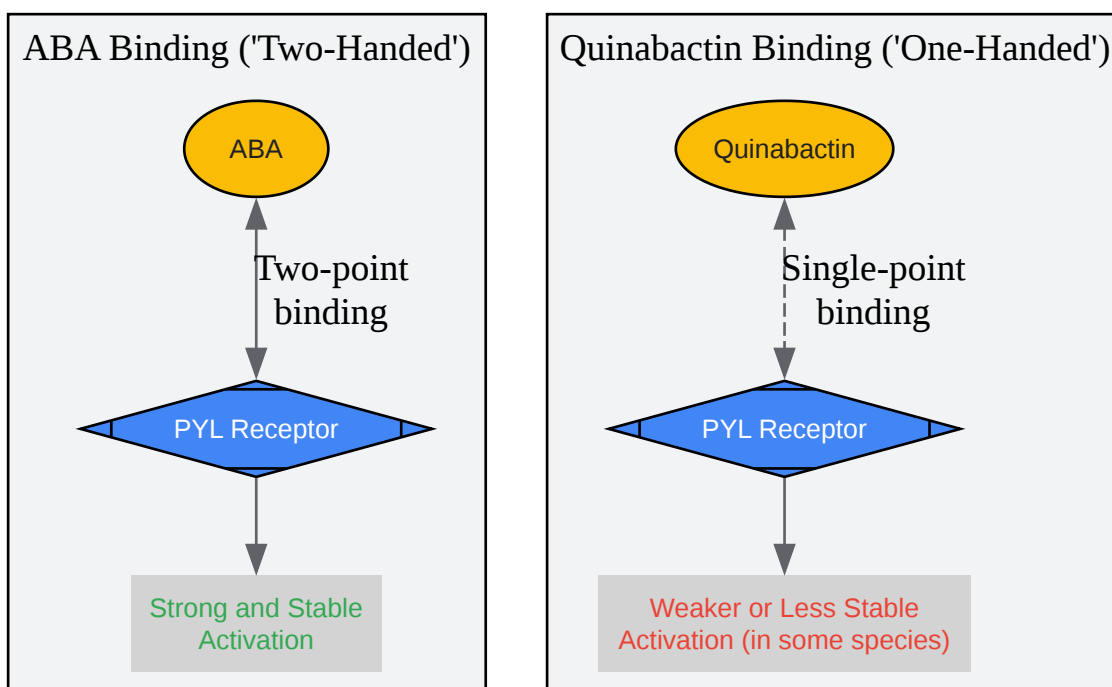 ABA Binding ('Two-Handed')
ABA
Two-point
binding
PYL Receptor
Strong and Stable
Activation
Quinabactin Binding ('One-Handed')
Quinabactin
Single-point
binding
PYL Receptor
Weaker or Less Stable
Activation (in some species)